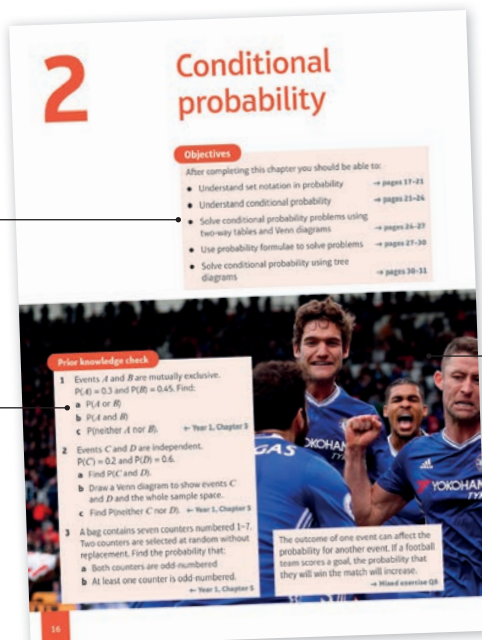 2
Conditional
probability
Objectives
After completing this chapter you should be able to:
● Understand set notation in probability → pages 17–21
● Understand conditional probability → pages 21–24
● Solve conditional probability problems using
two-way tables and Venn diagrams → pages 24–27
● Use probability formulae to solve problems → pages 27–30
● Solve conditional probability using tree
diagrams → pages 30–31
Prior knowledge check
1 Events A and B are mutually exclusive.
P(A) = 0.3 and P(B) = 0.45. Find:
a P(A or B)
b P(A and B)
c P(neither A nor B). ← Year 1, Chapter 5
2 Events C and D are independent.
P(C) = 0.2 and P(D) = 0.6.
a Find P(C and D).
b Draw a Venn diagram to show events C
and D and the whole sample space.
c Find P(neither C nor D). ← Year 1, Chapter 5
3 A bag contains seven counters numbered 1–7.
Two counters are selected at random without
replacement. Find the probability that:
a Both counters are odd-numbered
b At least one counter is odd-numbered.
← Year 1, Chapter 5
GAS
OKOHAM
TYR
YOKOHAM
TY
The outcome of one event can affect the
probability for another event. If a football
team scores a goal, the probability that
they will win the match will increase.
→ Mixed exercise Q8
16